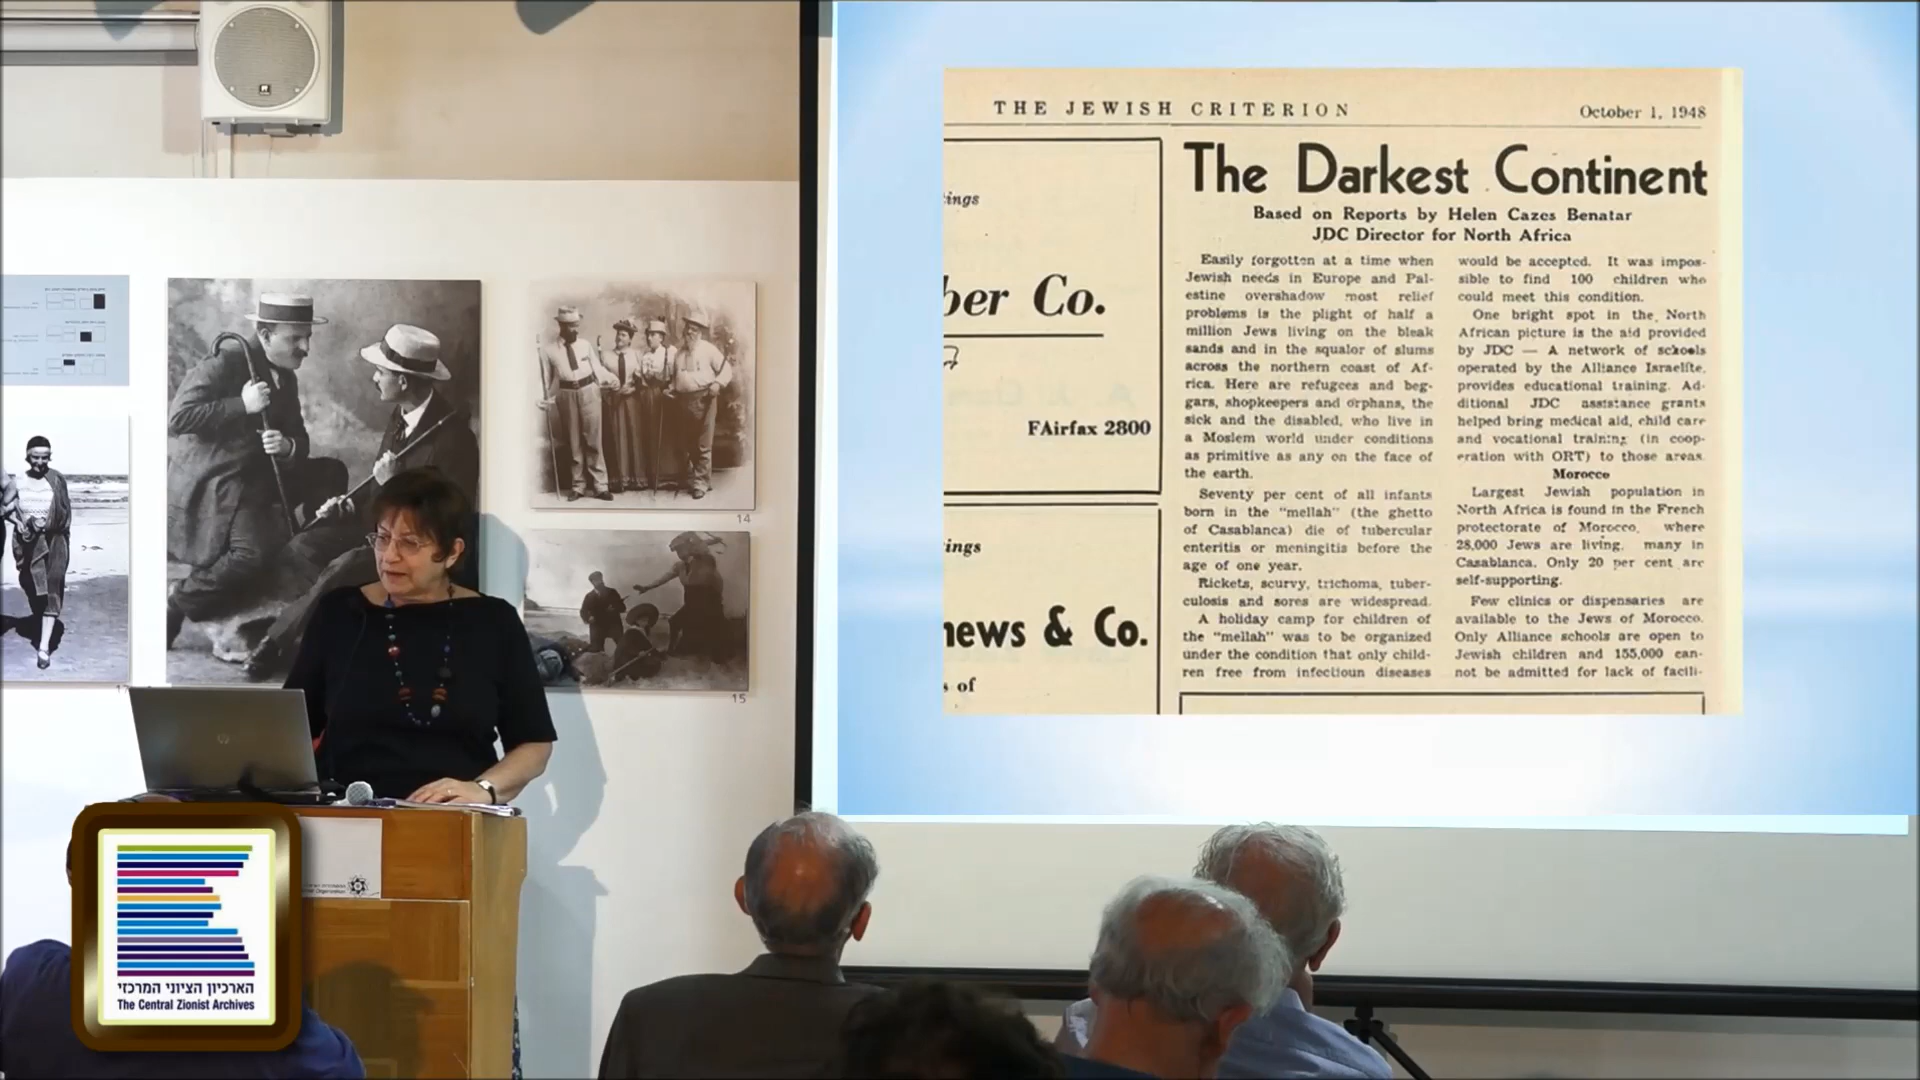 THE JEWISH CRITERION
October 1, 1948
ings
ber Co.
FAirfax 2800
ings
news & Co.
s of
The Darkest Continent
Based on Reports by Helen Cazes Benatar
JDC Director for North Africa
Easily forgotten at a time when
Jewish needs in Europe and Pal-
estine overshadow most relief
problems is the plight of half a
million Jews living on the bleak
sands and in the squalor of slums
across the northern coast of Af-
rica. Here are refugees and beg-
gars, shopkeepers and orphans, the
sick and the disabled, who live in
a Moslem world under conditions
as primitive as any on the face of
the earth.
Seventy per cent of all infants
born in the "mellah" (the ghetto
of Casablanca) die of tubercular
enteritis or meningitis before the
age of one year.
Rickets, scurvy, trichoma, tuber-
culosis and sores are widespread.
A holiday camp for children of
the "mellah" was to be organized
under the condition that only child-
ren free from infectioun diseases
would be accepted. It was impos-
sible to find 100 children who
could meet this condition.
One bright spot in the North
African picture is the aid provided
by JDC — A network of schools
operated by the Alliance Israelite,
provides educational training. Ad-
ditional JDC assistance grants
helped bring medical aid, child care
and vocational training (in coop-
eration with ORT) to those areas.
Morocco
Largest Jewish population in
North Africa is found in the French
protectorate of Morocco, where
28,000 Jews are living, many in
Casablanca. Only 20 per cent are
self-supporting.
Few clinics or dispensaries are
available to the Jews of Morocco.
Only Alliance schools are open to
Jewish children and 155,000 can-
not be admitted for lack of facili-
14
15
הארכיון הציוני המרכזי
The Central Zionist Archives